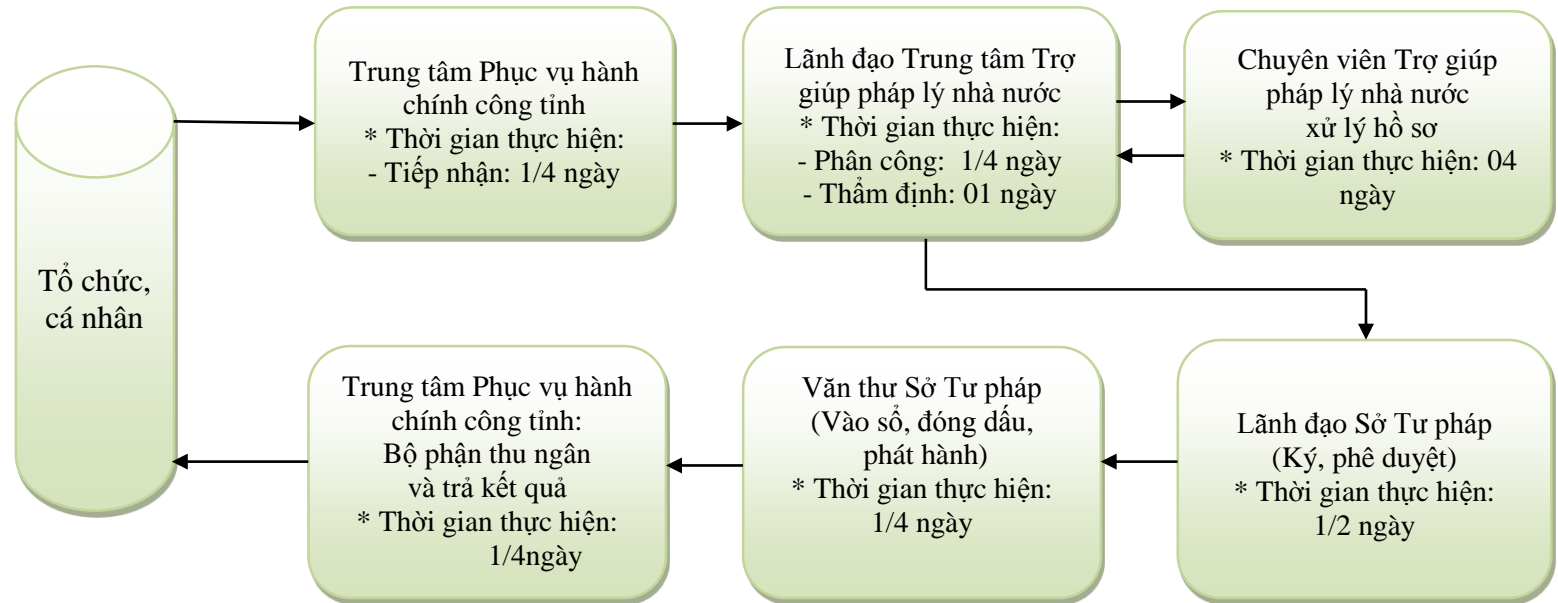 Tổ chức,
cá nhân
Trung tâm Phục vụ hành
chính công tỉnh
* Thời gian thực hiện:
- Tiếp nhận: 1/4 ngày
Lãnh đạo Trung tâm Trợ
giúp pháp lý nhà nước
* Thời gian thực hiện:
- Phân công: 1/4 ngày
- Thẩm định: 01 ngày
Chuyên viên Trợ giúp
pháp lý nhà nước
xử lý hồ sơ
* Thời gian thực hiện: 04
ngày
Lãnh đạo Sở Tư pháp
(Ký, phê duyệt)
* Thời gian thực hiện:
1/2 ngày
Văn thư Sở Tư pháp
(Vào sổ, đóng dấu,
phát hành)
* Thời gian thực hiện:
1/4 ngày
Trung tâm Phục vụ hành
chính công tỉnh:
Bộ phận thu ngân
và trả kết quả
* Thời gian thực hiện:
1/4ngày